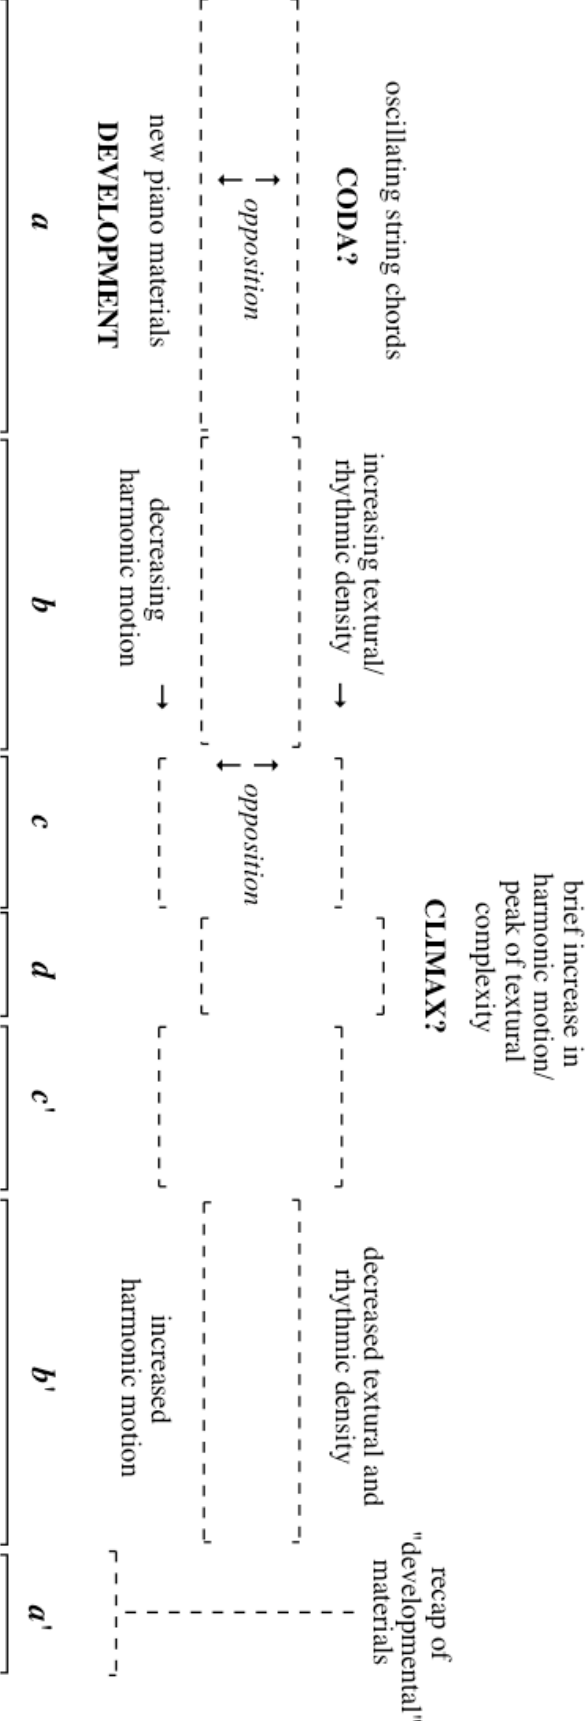 brief increase in
harmonic motion/
peak of textural
complexity
CLIMAX?
oscillating string chords
CODA?
increasing textural/
rhythmic density →
decreased textural and
rhythmic density
recap of
"developmental"
materials
opposition
opposition
new piano materials
DEVELOPMENT
decreasing →
harmonic motion
increased
harmonic motion
a
b
c
d
c'
b'
a'